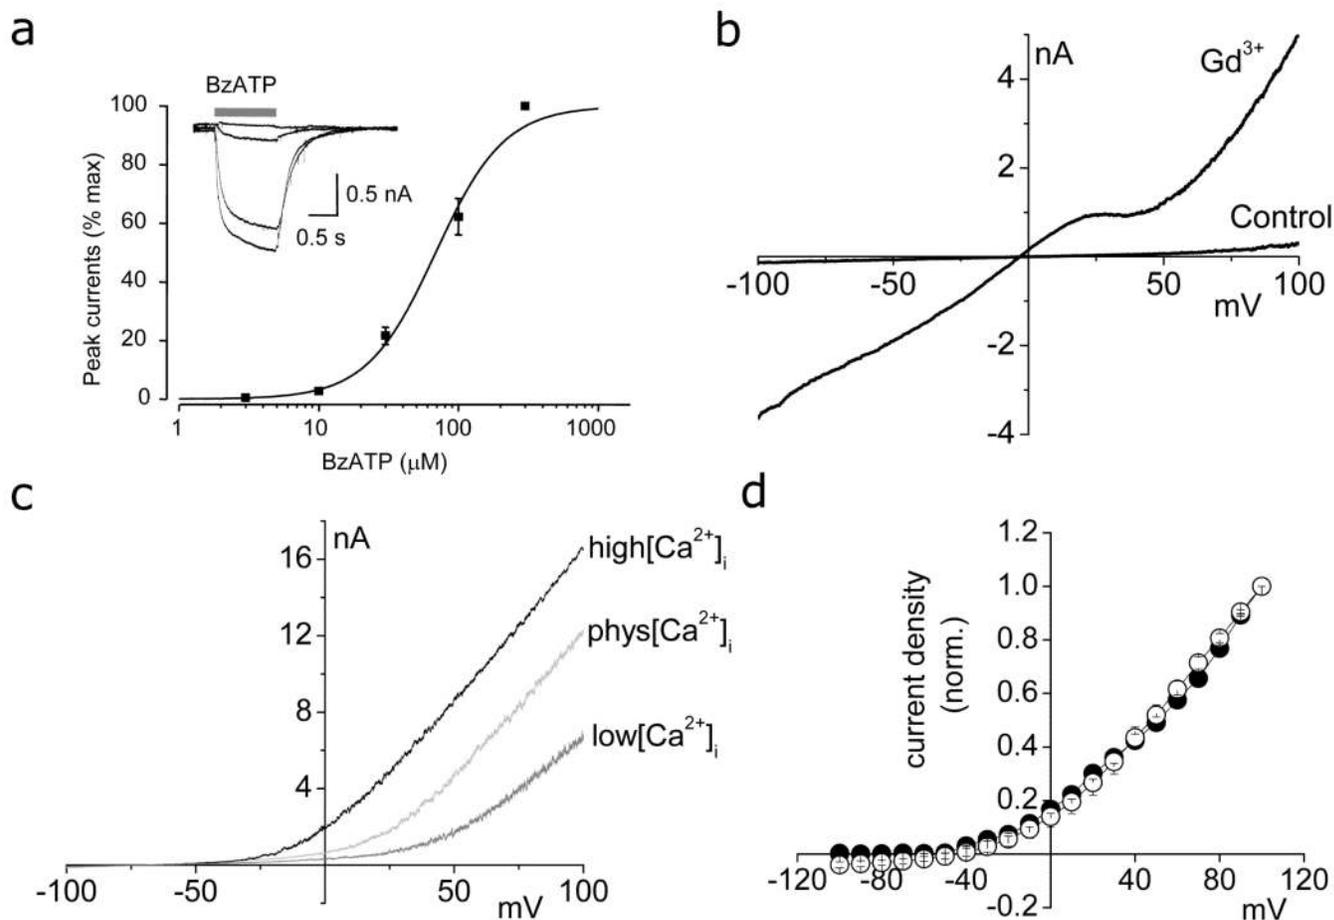 a
BzATP
100
80
60
40
20
0
Peak currents (% max)
0.5 nA
0.5 s
1
10
100
1000
BzATP (μM)
b
nA
4
2
-2
-4
Gd³⁺
Control
-100
-50
50
100
mV
c
nA
16
12
8
4
high[Ca²⁺]ᵢ
phys[Ca²⁺]ᵢ
low[Ca²⁺]ᵢ
-100
-50
50
100
mV
d
current density
(norm.)
1.2
1.0
0.8
0.6
0.4
0.2
-0.2
-120
-80
-40
40
80
120
mV